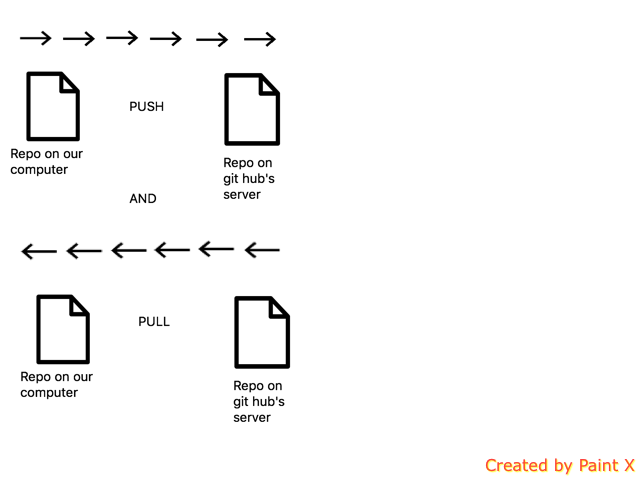 PUSH
Repo on our
computer
Repo on
git hub's
server
AND
PULL
Repo on our
computer
Repo on
git hub's
server
Created by Paint X